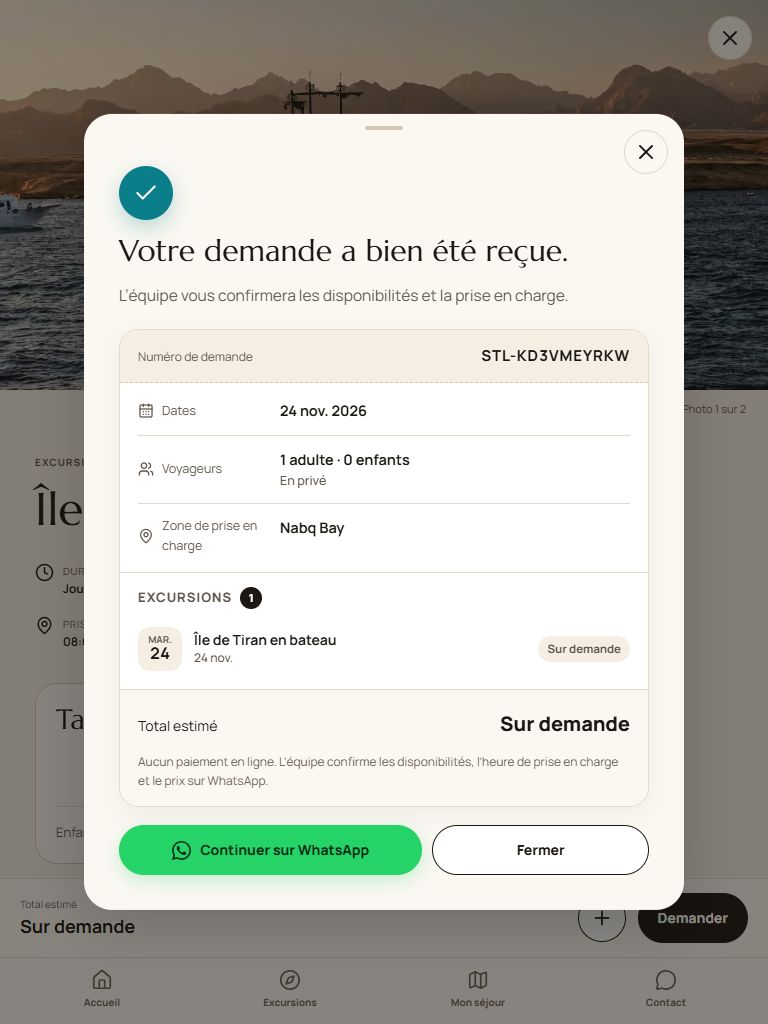 Votre demande a bien été reçue.
L'équipe vous confirmera les disponibilités et la prise en charge.
Numéro de demande
STL-KD3VMEYRKW
Dates
24 nov. 2026
Voyageurs
1 adulte · 0 enfants
En privé
Zone de prise en
charge
Nabq Bay
EXCURSIONS 1
MAR.
24
Île de Tiran en bateau
24 nov.
Sur demande
Total estimé
Sur demande
Aucun paiement en ligne. L'équipe confirme les disponibilités, l'heure de prise en charge
et le prix sur WhatsApp.
Continuer sur WhatsApp
Fermer
Photo 1 sur 2
Île
Total estimé
Sur demande
Demander
Accueil
Excursions
Mon séjour
Contact